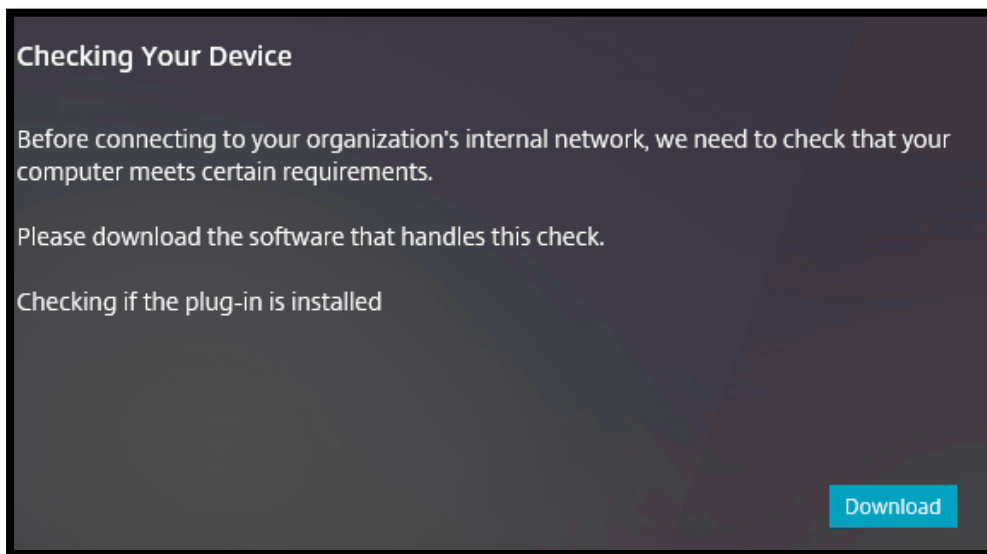 Checking Your Device
Before connecting to your organization's internal network, we need to check that your
computer meets certain requirements.
Please download the software that handles this check.
Checking if the plug-in is installed
Download